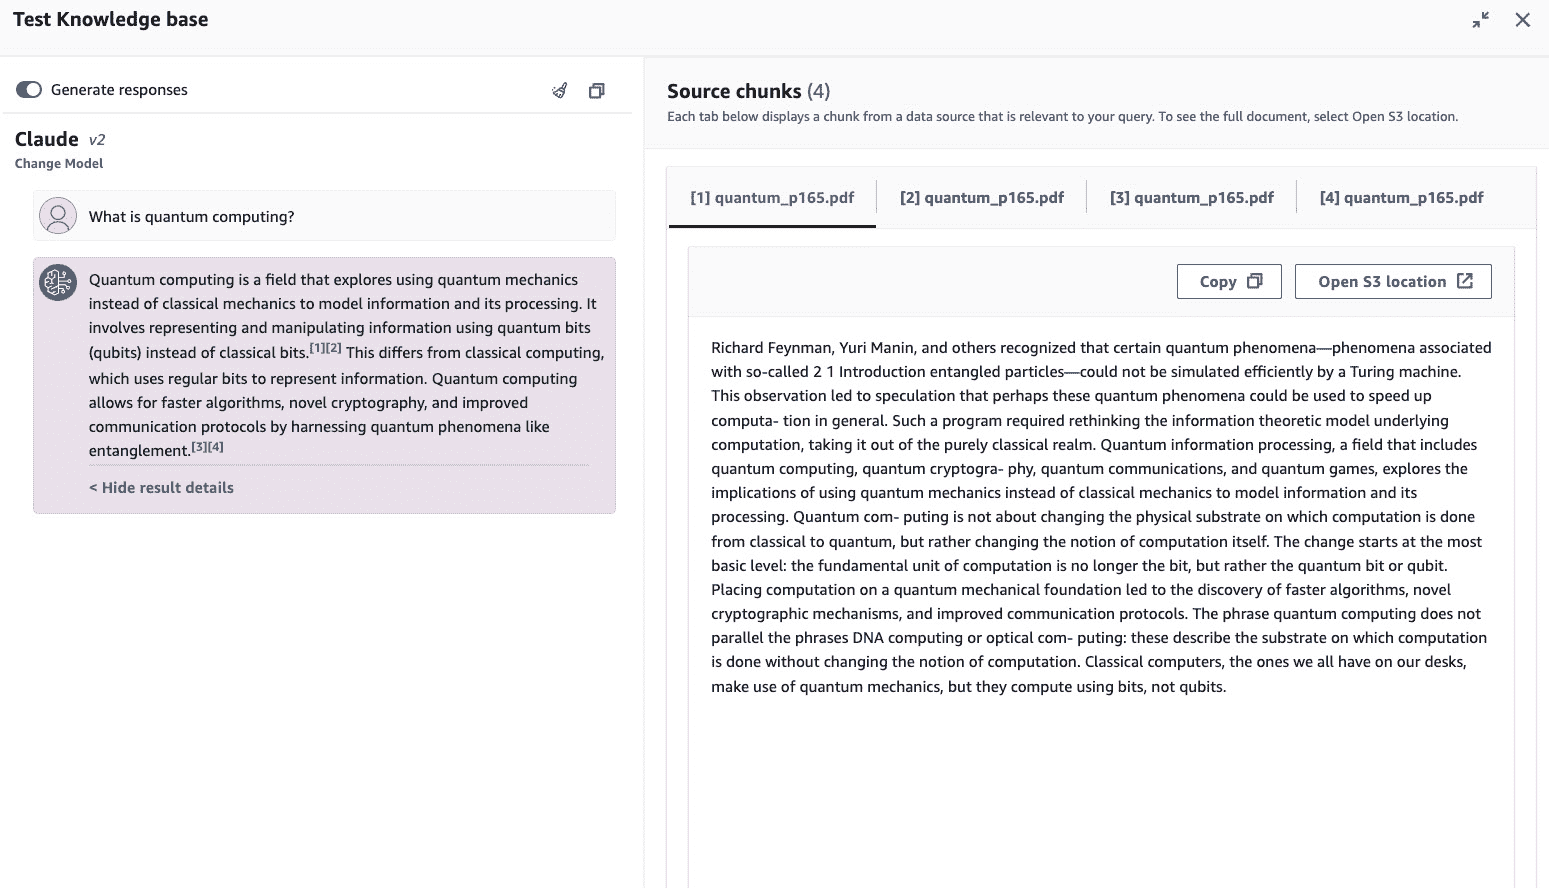 Test Knowledge base
Generate responses
Claude v2
Change Model
What is quantum computing?
Quantum computing is a field that explores using quantum mechanics
instead of classical mechanics to model information and its processing. It
involves representing and manipulating information using quantum bits
(qubits) instead of classical bits.[1][2] This differs from classical computing,
which uses regular bits to represent information. Quantum computing
allows for faster algorithms, novel cryptography, and improved
communication protocols by harnessing quantum phenomena like
entanglement.[3][4]
< Hide result details
Source chunks (4)
Each tab below displays a chunk from a data source that is relevant to your query. To see the full document, select Open S3 location.
[1] quantum_p165.pdf [2] quantum_p165.pdf [3] quantum_p165.pdf [4] quantum_p165.pdf
Copy Open S3 location
Richard Feynman, Yuri Manin, and others recognized that certain quantum phenomena—phenomena associated
with so-called 2 1 Introduction entangled particles—could not be simulated efficiently by a Turing machine.
This observation led to speculation that perhaps these quantum phenomena could be used to speed up
computa- tion in general. Such a program required rethinking the information theoretic model underlying
computation, taking it out of the purely classical realm. Quantum information processing, a field that includes
quantum computing, quantum cryptogra- phy, quantum communications, and quantum games, explores the
implications of using quantum mechanics instead of classical mechanics to model information and its
processing. Quantum com- puting is not about changing the physical substrate on which computation is done
from classical to quantum, but rather changing the notion of computation itself. The change starts at the most
basic level: the fundamental unit of computation is no longer the bit, but rather the quantum bit or qubit.
Placing computation on a quantum mechanical foundation led to the discovery of faster algorithms, novel
cryptographic mechanisms, and improved communication protocols. The phrase quantum computing does not
parallel the phrases DNA computing or optical com- puting: these describe the substrate on which computation
is done without changing the notion of computation. Classical computers, the ones we all have on our desks,
make use of quantum mechanics, but they compute using bits, not qubits.